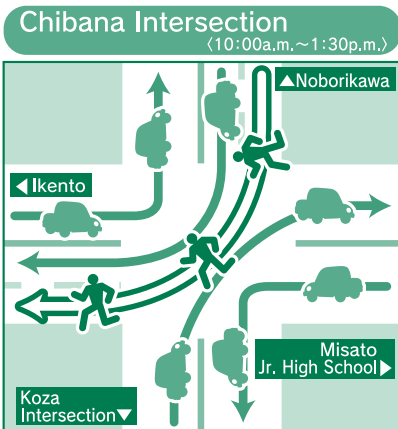 Chibana Intersection
〈10:00a.m.～1:30p.m.〉
▲Noborikawa
◀Ikento
Misato
Jr. High School▶
Koza
Intersection▼